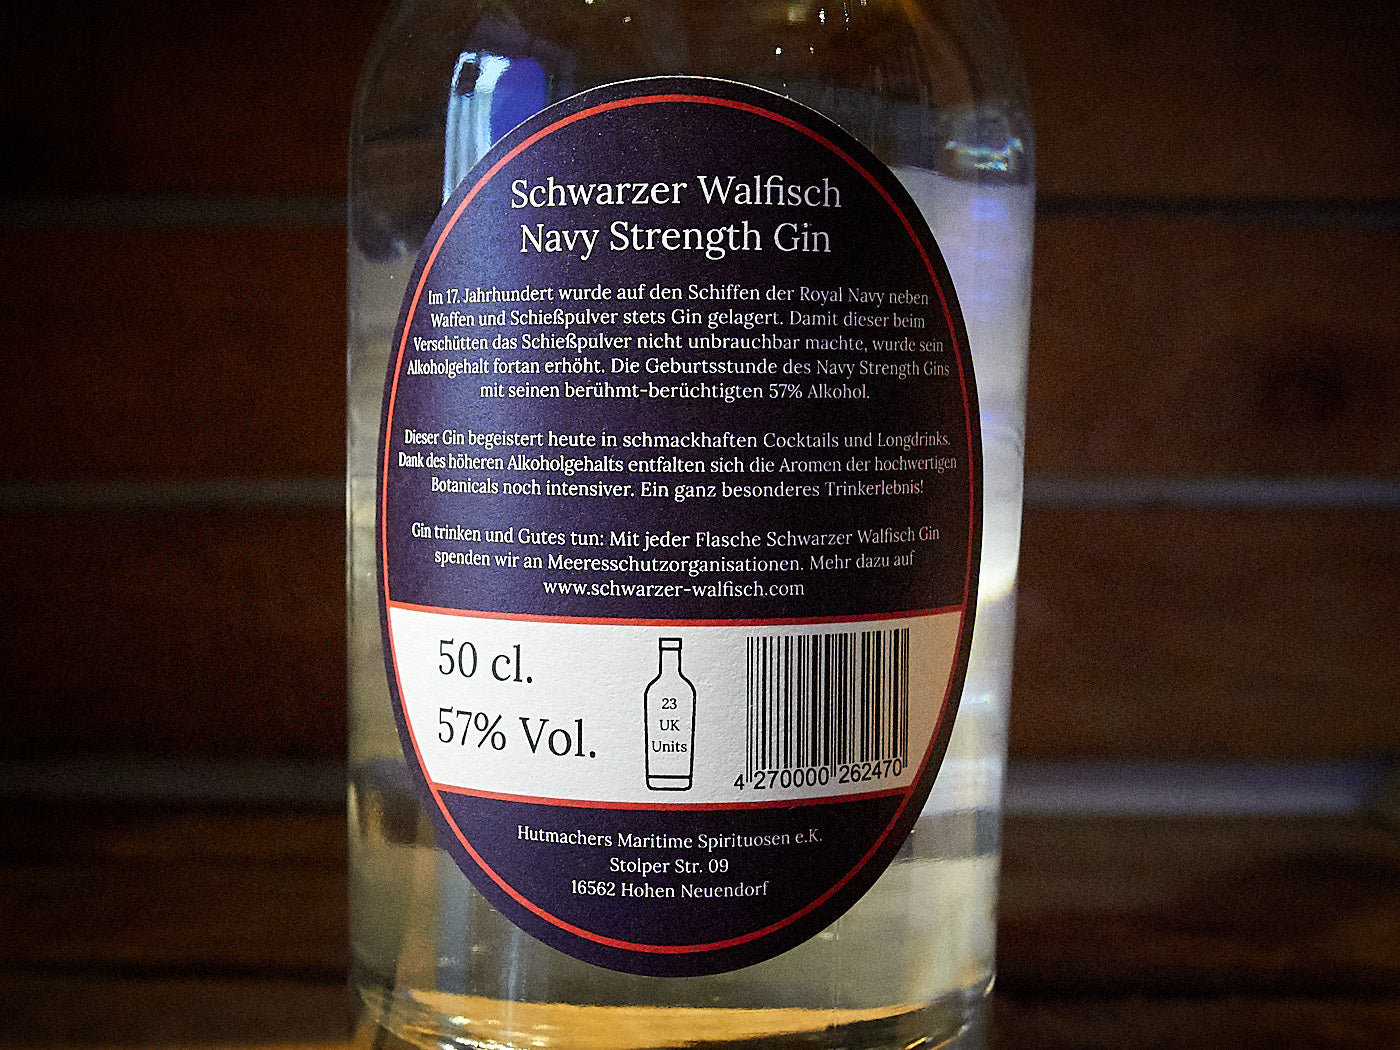 Schwarzer Walfisch
Navy Strength Gin
Im 17. Jahrhundert wurde auf den Schiffen der Royal Navy neben
Waffen und Schießpulver stets Gin gelagert. Damit dieser beim
Verschütten das Schießpulver nicht unbrauchbar machte, wurde sein
Alkoholgehalt fortan erhöht. Die Geburtsstunde des Navy Strength Gins
mit seinen berühmt-berüchtigten 57% Alkohol.
Dieser Gin begeistert heute in schmackhaften Cocktails und Longdrinks.
Dank des höheren Alkoholgehalts entfalten sich die Aromen der hochwertigen
Botanicals noch intensiver. Ein ganz besonderes Trinkerlebnis!
Gin trinken und Gutes tun: Mit jeder Flasche Schwarzer Walfisch Gin
spenden wir an Meeresschutzorganisationen. Mehr dazu auf
www.schwarzer-walfisch.com
50 cl.
57% Vol.
23
UK
Units
4 270000 262470
Hutmachers Maritime Spirituosen e.K.
Stolper Str. 09
16562 Hohen Neuendorf